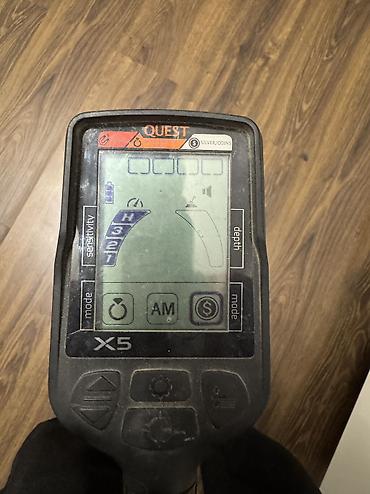 QUEST
$ SILVER/COINS
sensitivity
depth
H
3
2
1
mode
AM
$
mode
X5